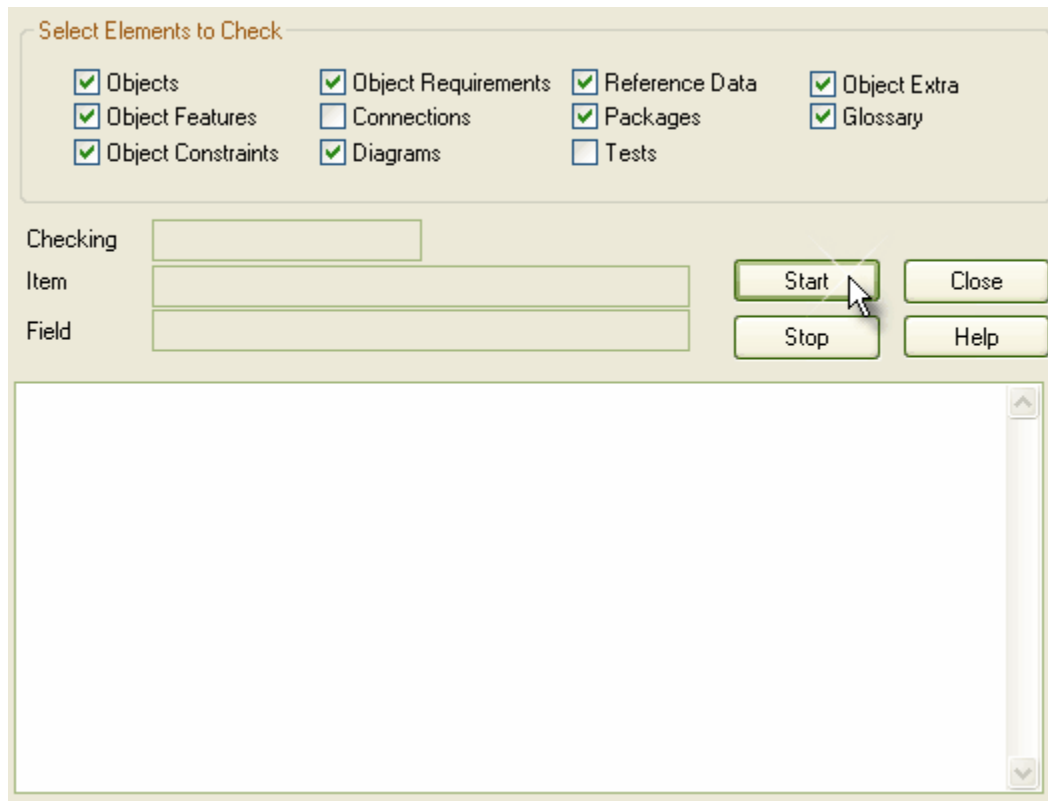 Select Elements to Check
Objects Object Requirements Reference Data Object Extra
Object Features Connections Packages Glossary
Object Constraints Diagrams Tests
Checking
Item Start Close
Field Stop Help